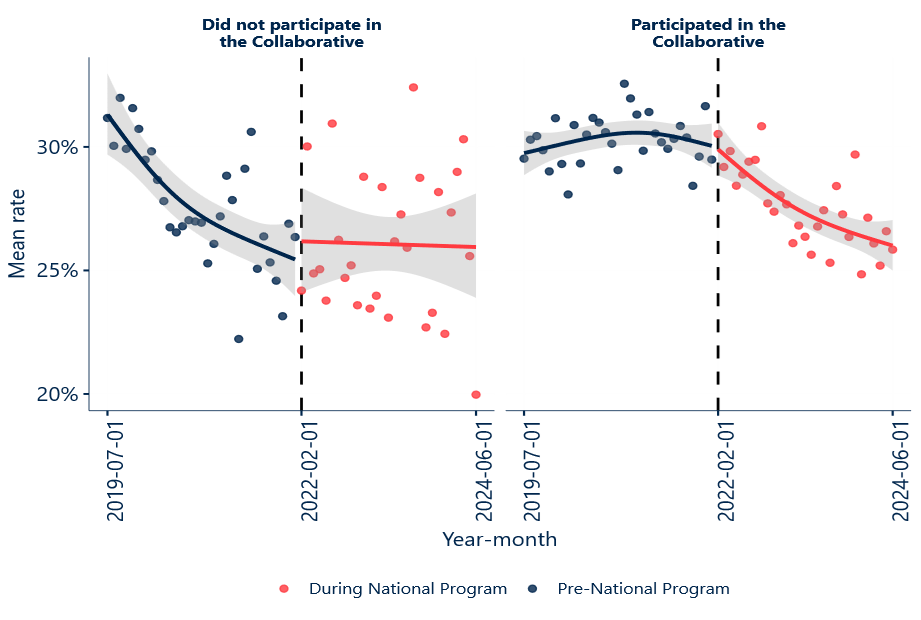 Did not participate in
the Collaborative
Participated in the
Collaborative
Mean rate
30%
25%
20%
2019-07-01
2022-02-01
2024-06-01
2019-07-01
2022-02-01
2024-06-01
Year-month
During National Program
Pre-National Program